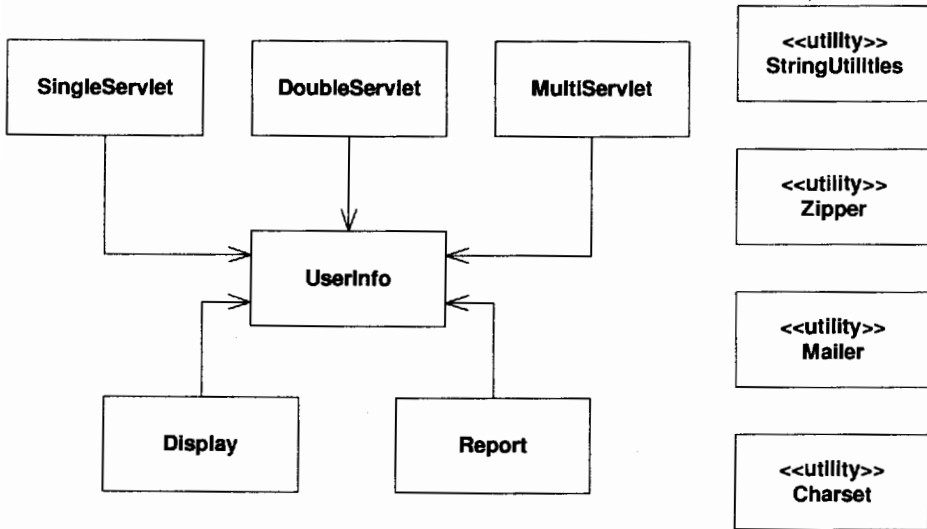 SingleServlet
DoubleServlet
MultiServlet
<<utility>>
StringUtilities
<<utility>>
Zipper
UserInfo
<<utility>>
Mailer
Display
Report
<<utility>>
Charset